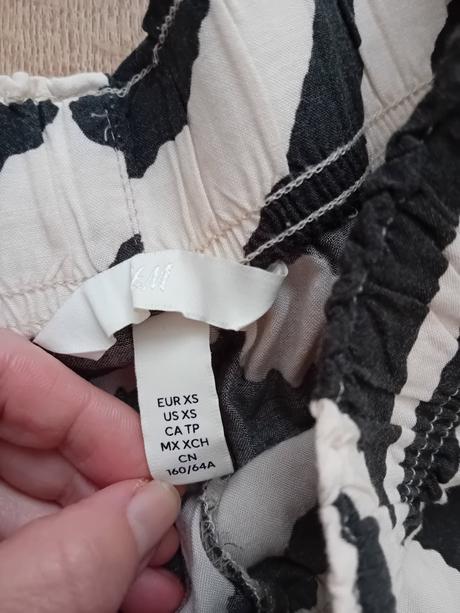 EUR XS
US XS
CA TP
MX XCH
CN
160/64A